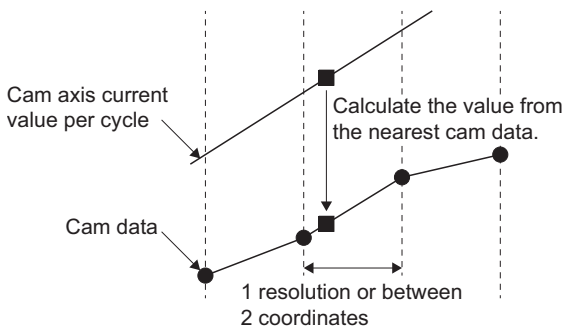 Cam axis current
value per cycle
Calculate the value from
the nearest cam data.
Cam data
1 resolution or between
2 coordinates